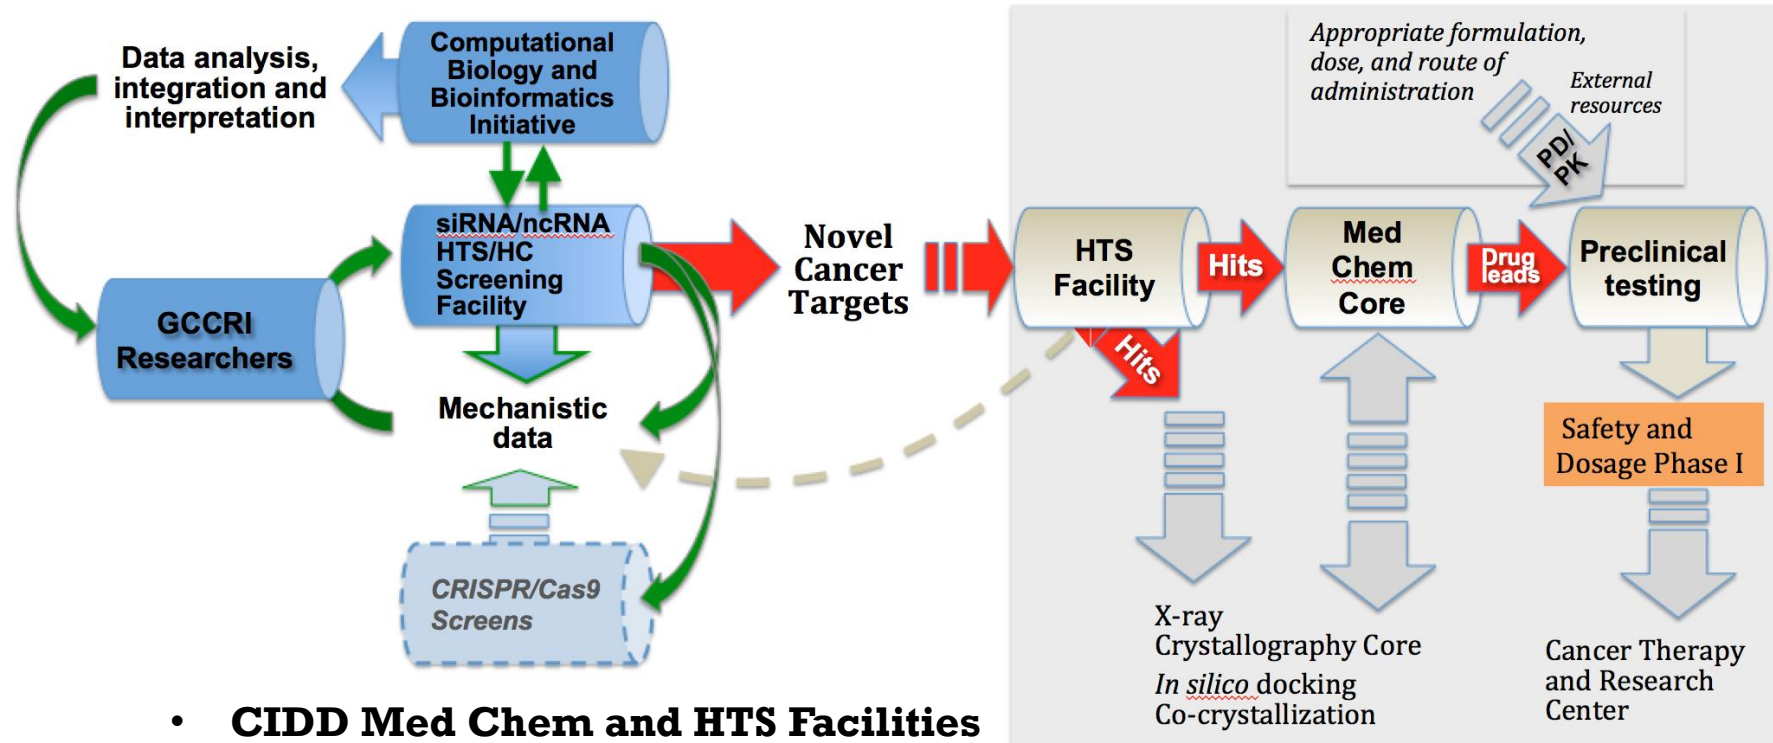 Data analysis,
integration and
interpretation
Computational
Biology and
Bioinformatics
Initiative
siRNA/ncRNA
HTS/HC
Screening
Facility
GCCRI
Researchers
Mechanistic
data
CRISPR/Cas9
Screens
Novel
Cancer
Targets
Appropriate formulation,
dose, and route of
administration
External
resources
PD/
PK
HTS
Facility
Hits
Hits
Med
Chem
Core
Drug
leads
Preclinical
testing
Safety and
Dosage Phase I
X-ray
Crystallography Core
In silico docking
Co-crystallization
Cancer Therapy
and Research
Center
• CIDD Med Chem and HTS Facilities